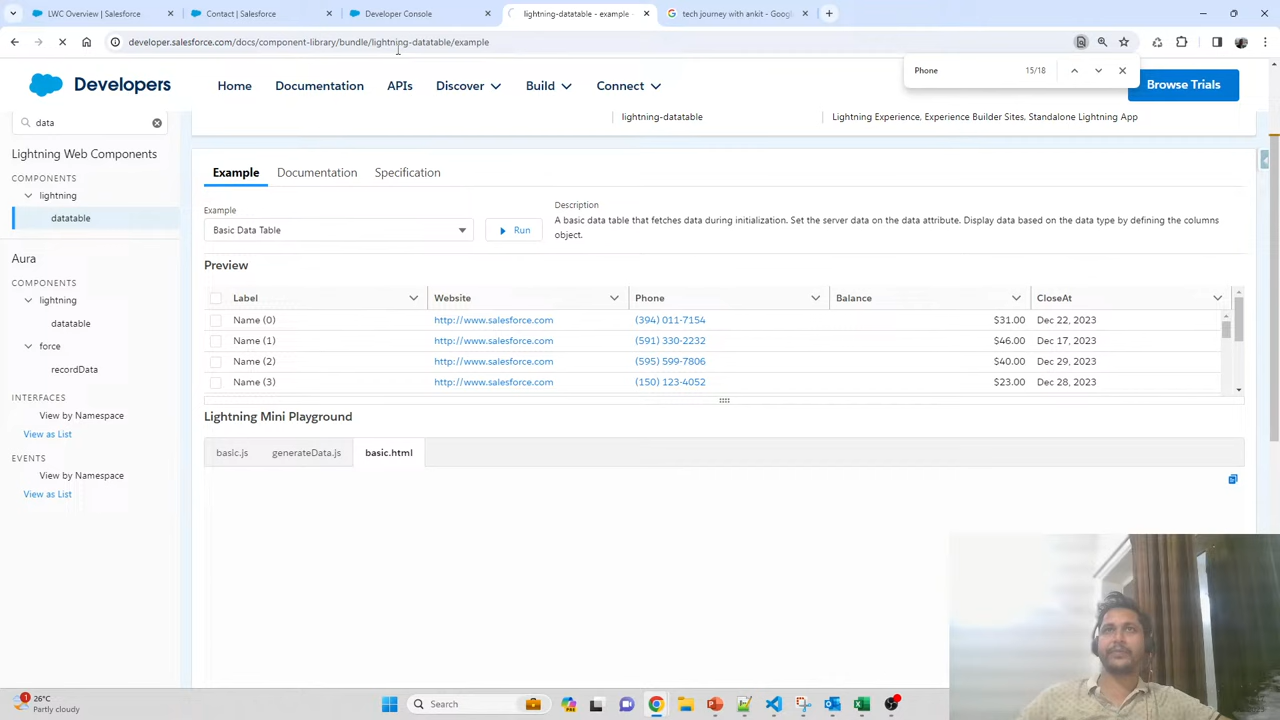 LWC Overview | Salesforce
Contact | Salesforce
Developer Console
lightning-datatable - example
tech journey with ankit - Goog
developer.salesforce.com/docs/component-library/bundle/lightning-datatable/example
Phone 15/18
Developers
Home Documentation APIs Discover Build Connect
Browse Trials
data
lightning-datatable
Lightning Experience, Experience Builder Sites, Standalone Lightning App
Lightning Web Components
COMPONENTS
lightning
datatable
Aura
COMPONENTS
lightning
datatable
force
recordData
INTERFACES
View by Namespace
View as List
EVENTS
View by Namespace
View as List
Example Documentation Specification
Example
Basic Data Table
Run
Description
A basic data table that fetches data during initialization. Set the server data on the data attribute. Display data based on the data type by defining the columns
object.
Preview
Label Website Phone Balance CloseAt
Name (0) http://www.salesforce.com (394) 011-7154 $31.00 Dec 22, 2023
Name (1) http://www.salesforce.com (591) 330-2232 $46.00 Dec 17, 2023
Name (2) http://www.salesforce.com (595) 599-7806 $40.00 Dec 29, 2023
Name (3) http://www.salesforce.com (150) 123-4052 $23.00 Dec 28, 2023
Lightning Mini Playground
basic.js generateData.js basic.html
1
26°C
Partly cloudy
Search